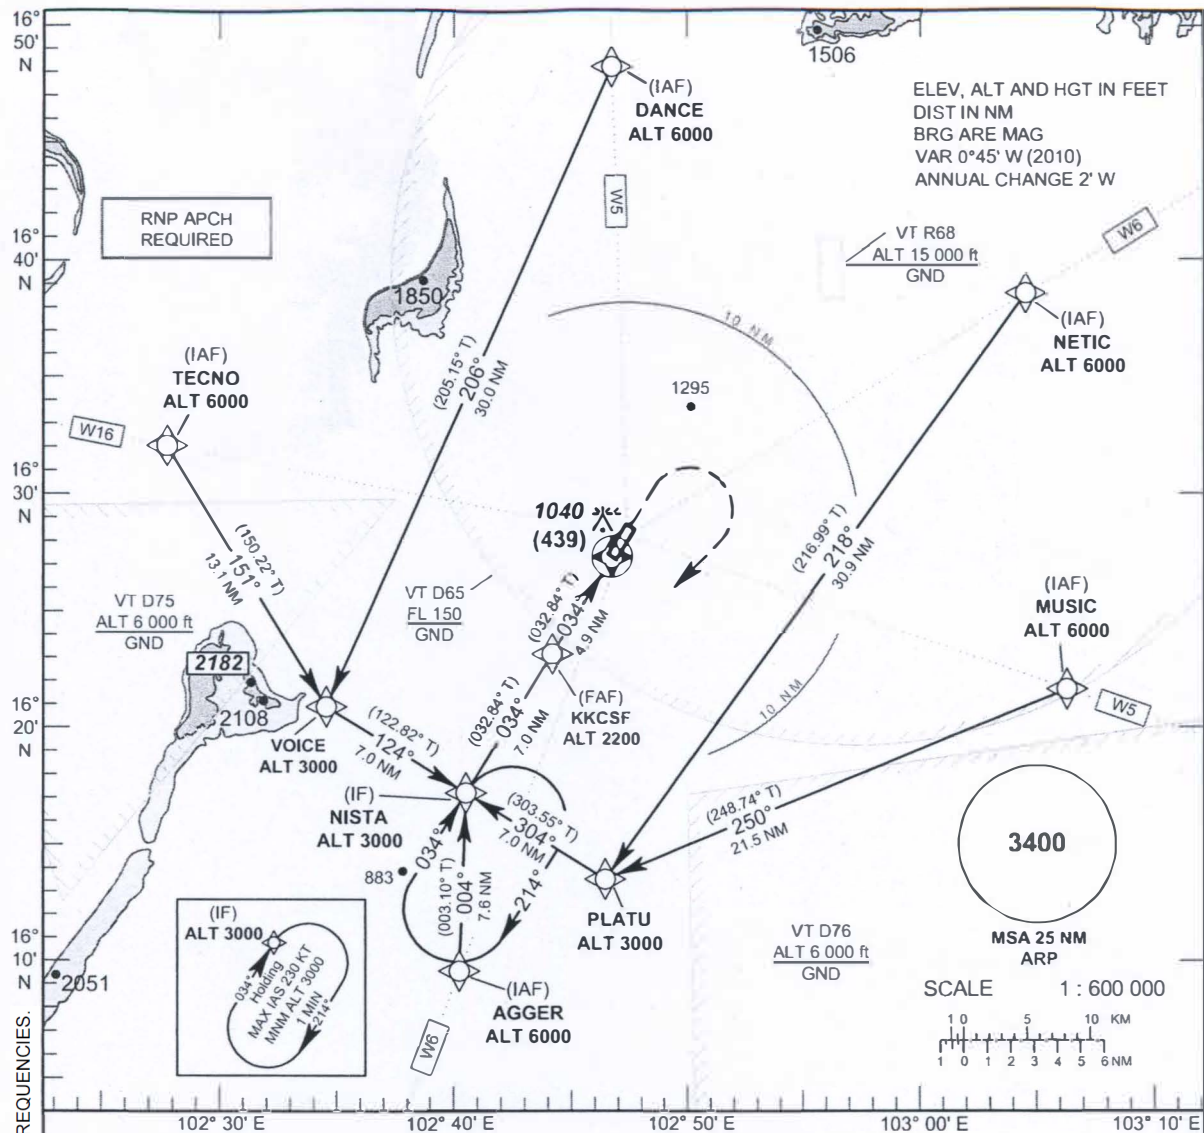 16°
50'
N
1506
(IAF)
DANCE
ALT 6000
ELEV, ALT AND HGT IN FEET
DIST IN NM
BRG ARE MAG
VAR 0°45' W (2010)
ANNUAL CHANGE 2' W
RNP APCH
REQUIRED
W5
W6
VT R68
ALT 15 000 ft
GND
16°
40'
N
1850
10 NM
(IAF)
NETIC
ALT 6000
(IAF)
TECNO
ALT 6000
(205.15° T)
206°
30.0 NM
1295
W16
16°
30'
N
1040
(439)
(150.22° T)
151°
13.1 NM
(216.99° T)
218°
30.9 NM
VT D75
ALT 6 000 ft
GND
VT D65
FL 150
GND
(032.84° T)
034°
4.9 NM
(IAF)
MUSIC
ALT 6000
2182
2108
16°
20'
N
VOICE
ALT 3000
(122.82° T)
124°
7.0 NM
(032.84° T)
034°
7.0 NM
(FAF)
KKCSF
ALT 2200
10 NM
W5
(IF)
NISTA
ALT 3000
(303.55° T)
304°
7.0 NM
(248.74° T)
250°
21.5 NM
3400
883
034°
(003.10° T)
004°
7.6 NM
214°
PLATU
ALT 3000
MSA 25 NM
ARP
(IF)
ALT 3000
034°
Holding
MAX IAS 230 KT
MNM ALT 3000
1 MIN
214°
16°
10'
N
2051
(IAF)
AGGER
ALT 6000
W6
VT D76
ALT 6 000 ft
GND
SCALE 1 : 600 000
1 0 5 10 KM
1 0 1 2 3 4 5 6 NM
REQUENCIES.
102° 30' E
102° 40' E
102° 50' E
103° 00' E
103° 10' E